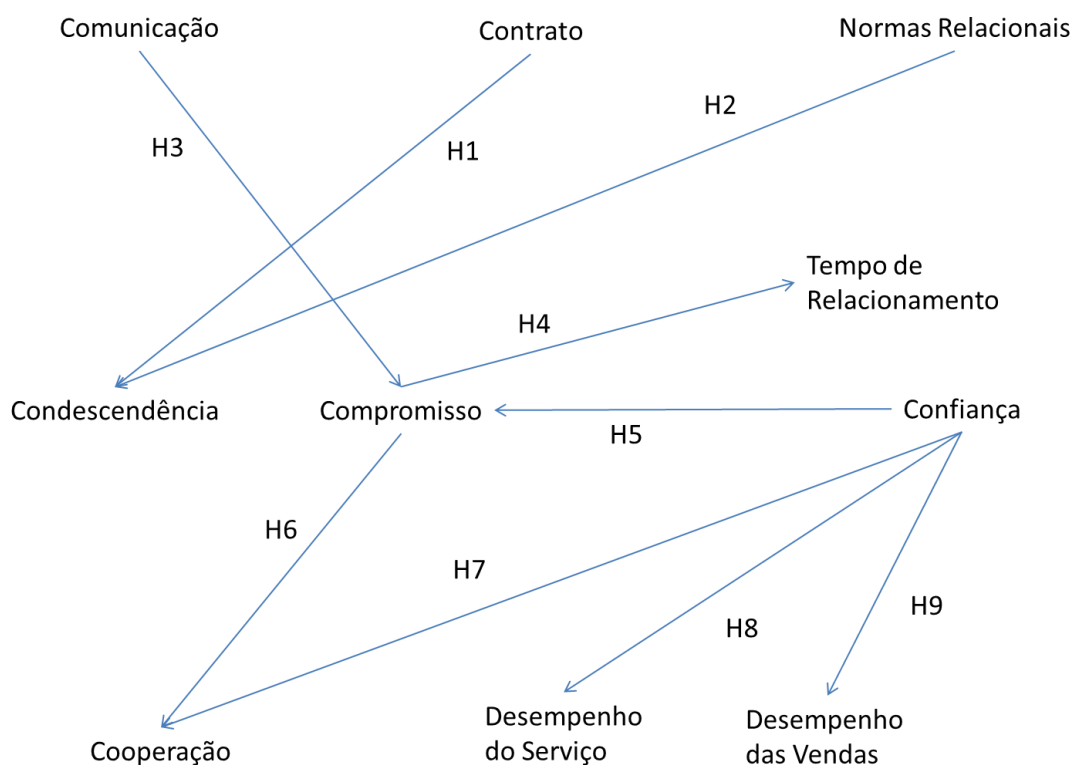 Comunicação
Contrato
Normas Relacionais
H3
H1
H2
Tempo de
Relacionamento
H4
Condescendência
Compromisso
Confiança
H5
H6
H7
H8
H9
Cooperação
Desempenho
do Serviço
Desempenho
das Vendas